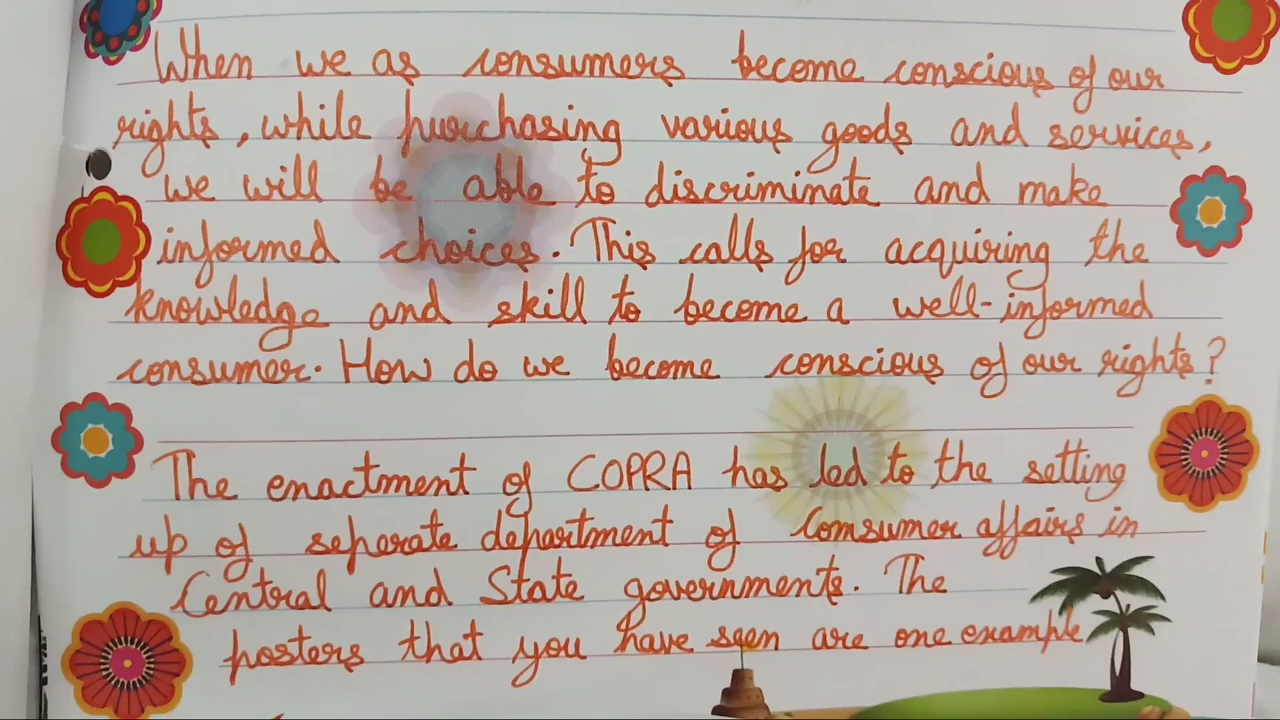 When we as consumers become conscious of our
rights, while purchasing various goods and services,
we will be able to discriminate and make
informed choices. This calls for acquiring the
knowledge and skill to become a well-informed
consumer. How do we become conscious of our rights?
The enactment of COPRA has led to the setting
up of seperate department of Comsumer affairs in
Central and State governments. The
posters that you have seen are one example